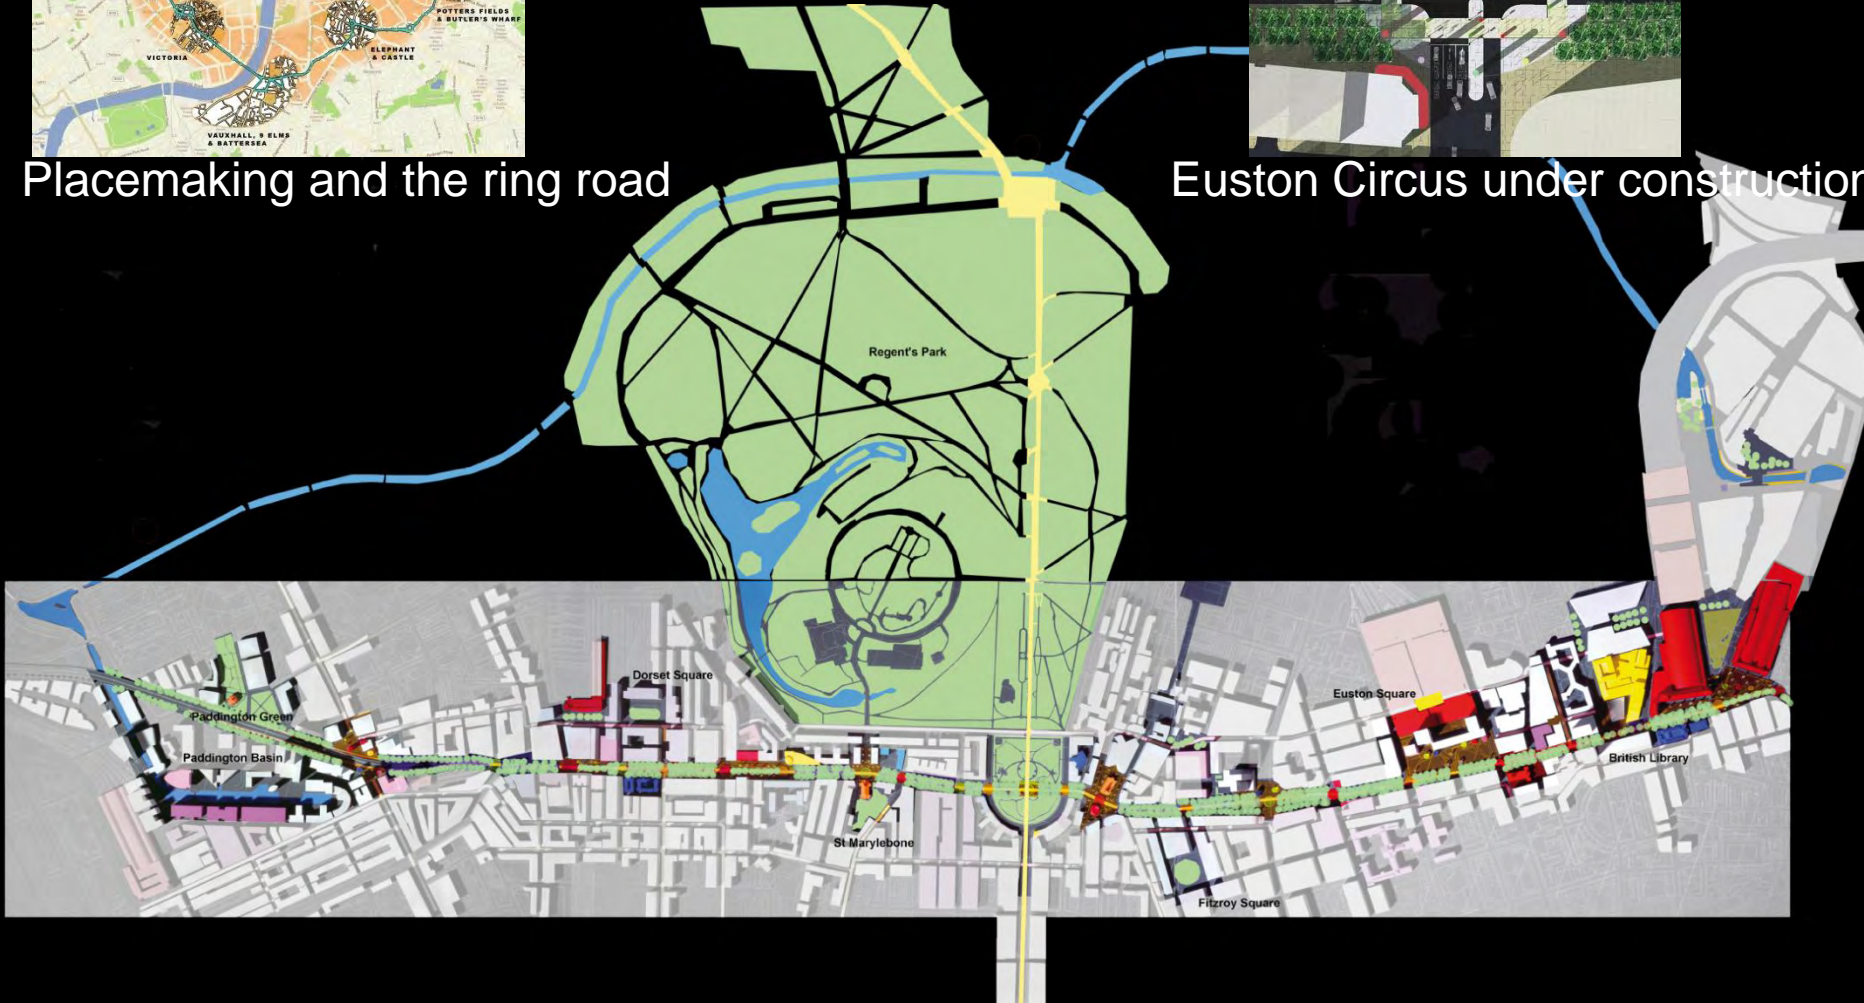 POTTERS FIELDS
& BUTLER'S WHARF
ELEPHANT
& CASTLE
VICTORIA
VAUXHALL, 9 ELMS
& BATTERSEA
Placemaking and the ring road
Euston Circus under construction
Regent's Park
Dorset Square
Euston Square
Paddington Green
Paddington Basin
British Library
St Marylebone
Fitzroy Square